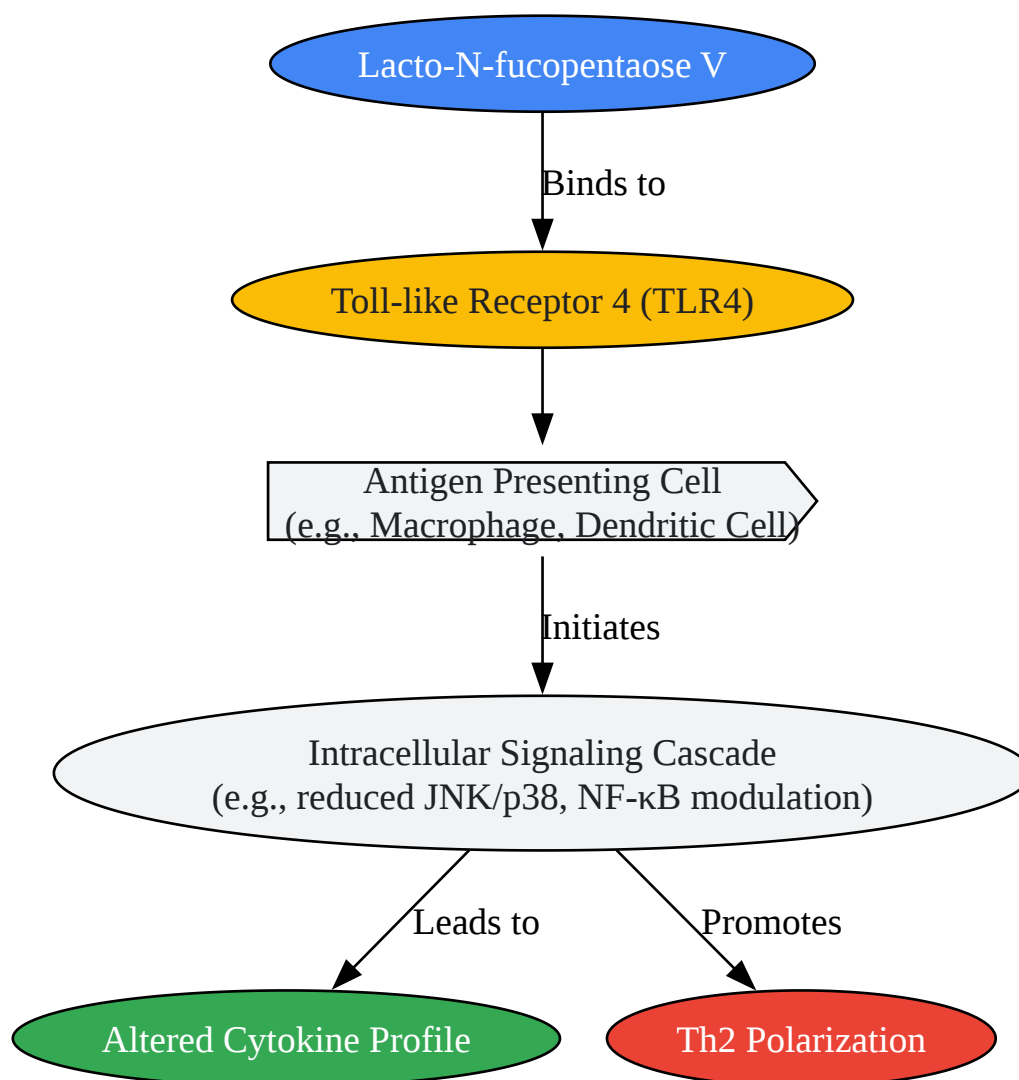 Lacto-N-fucopentaose V
Binds to
Toll-like Receptor 4 (TLR4)
Antigen Presenting Cell
(e.g., Macrophage, Dendritic Cell)
Initiates
Intracellular Signaling Cascade
(e.g., reduced JNK/p38, NF-κB modulation)
Leads to
Promotes
Altered Cytokine Profile
Th2 Polarization